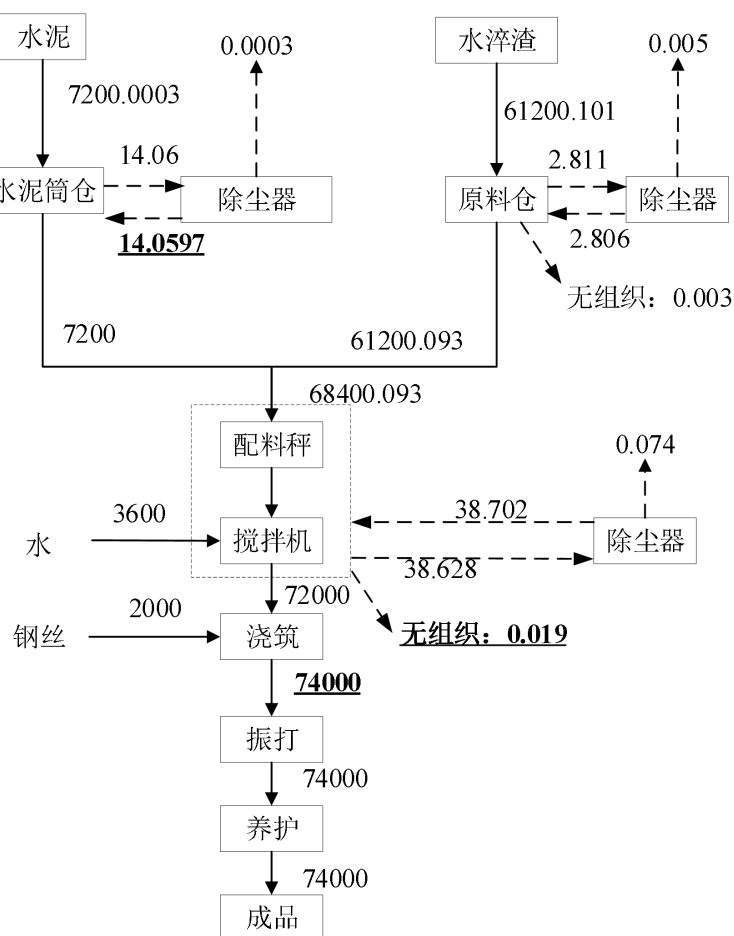 水泥
水淬渣
0.0003
0.005
7200.0003
61200.101
14.06
2.811
水泥筒仓
除尘器
原料仓
除尘器
14.0597
2.806
无组织：0.003
7200
61200.093
68400.093
配料秤
0.074
3600
38.702
水
搅拌机
除尘器
38.628
72000
2000
钢丝
浇筑
无组织：0.019
74000
振打
74000
养护
74000
成品